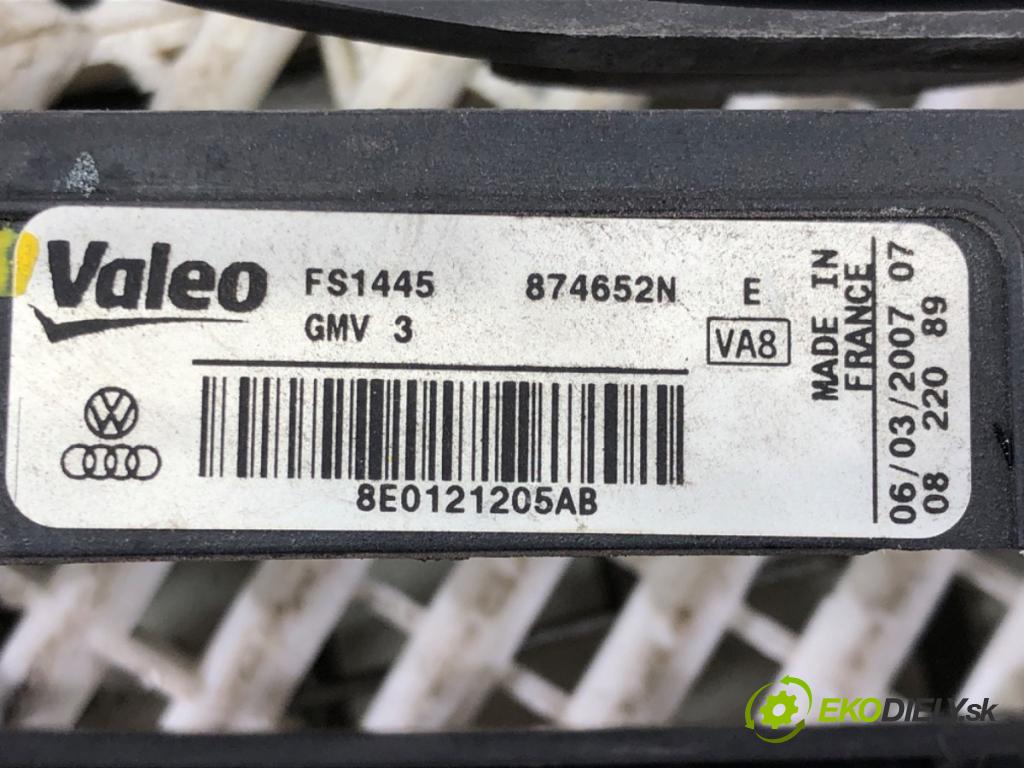 Valeo FS1445 874652N E
GMV 3 VA8
8E0121205AB
MADE IN
FRANCE
06/03/2007 07
08 220 89
EKODIELY.sk